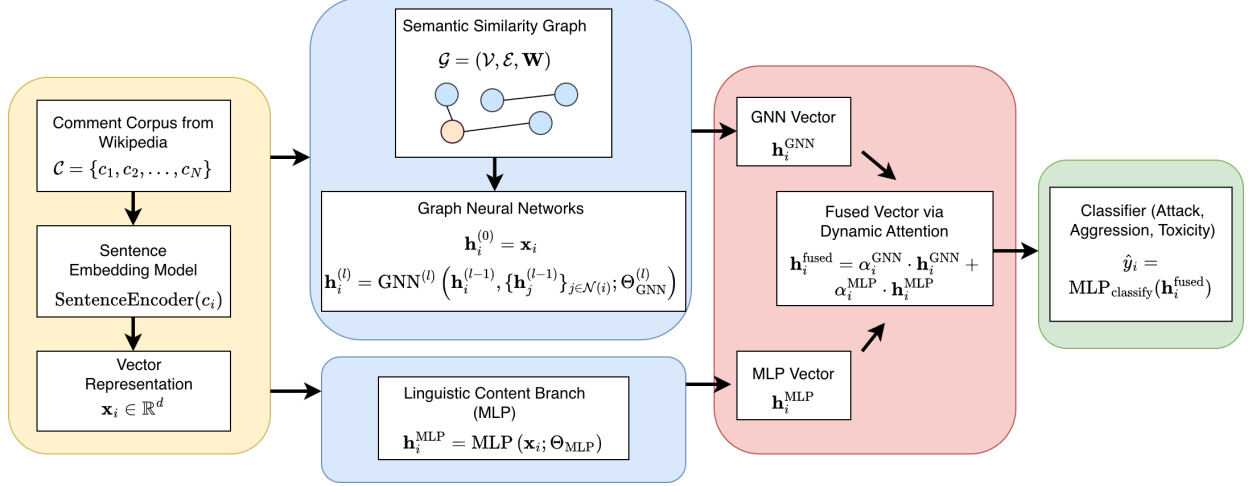 Comment Corpus from
Wikipedia
𝒞 = {c₁, c₂, . . . , c_N}
Sentence
Embedding Model
SentenceEncoder(cᵢ)
Vector
Representation
𝐱ᵢ ∈ ℝᵈ
Semantic Similarity Graph
𝒢 = (𝒱, ℰ, 𝐖)
Graph Neural Networks
𝐡ᵢ⁽⁰⁾ = 𝐱ᵢ
𝐡ᵢ⁽ˡ⁾ = GNN⁽ˡ⁾ (𝐡ᵢ⁽ˡ⁻¹⁾, {𝐡ⱼ⁽ˡ⁻¹⁾}_{j∈𝒩(i)}; Θ_GNN⁽ˡ⁾)
Linguistic Content Branch
(MLP)
𝐡ᵢ^MLP = MLP (𝐱ᵢ; Θ_MLP)
GNN Vector
𝐡ᵢ^GNN
Fused Vector via
Dynamic Attention
𝐡ᵢ^fused = αᵢ^GNN · 𝐡ᵢ^GNN +
αᵢ^MLP · 𝐡ᵢ^MLP
MLP Vector
𝐡ᵢ^MLP
Classifier (Attack,
Aggression, Toxicity)
ŷᵢ =
MLP_classify(𝐡ᵢ^fused)